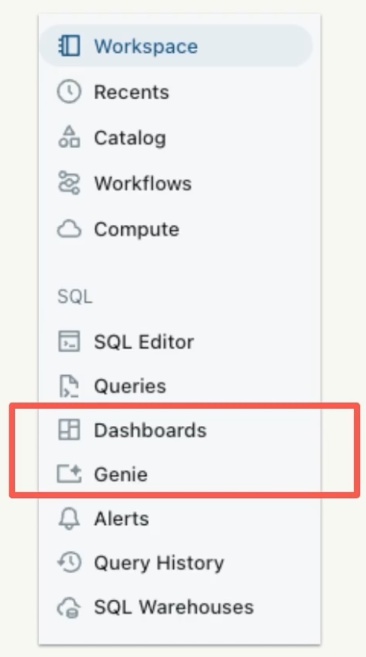 Workspace
Recents
Catalog
Workflows
Compute
SQL
SQL Editor
Queries
Dashboards
Genie
Alerts
Query History
SQL Warehouses